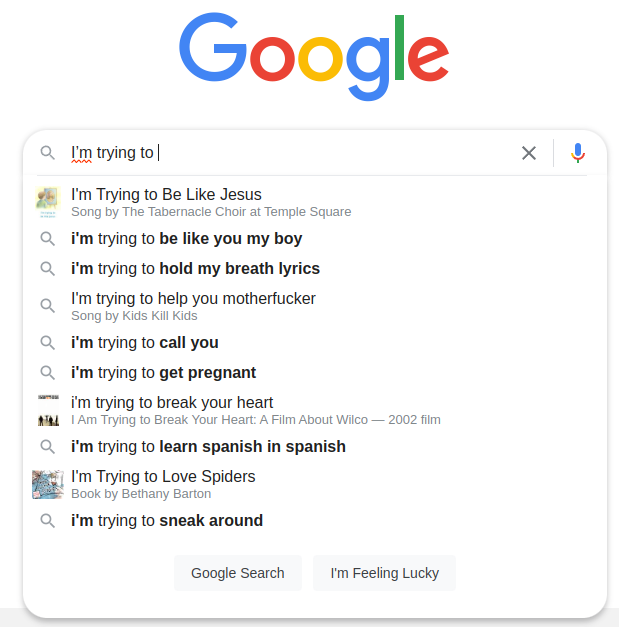 Google
I'm trying to
I'm Trying to Be Like Jesus
Song by The Tabernacle Choir at Temple Square
i'm trying to be like you my boy
i'm trying to hold my breath lyrics
I'm trying to help you motherfucker
Song by Kids Kill Kids
i'm trying to call you
i'm trying to get pregnant
i'm trying to break your heart
I Am Trying to Break Your Heart: A Film About Wilco — 2002 film
i'm trying to learn spanish in spanish
I'm Trying to Love Spiders
Book by Bethany Barton
i'm trying to sneak around
Google Search
I'm Feeling Lucky